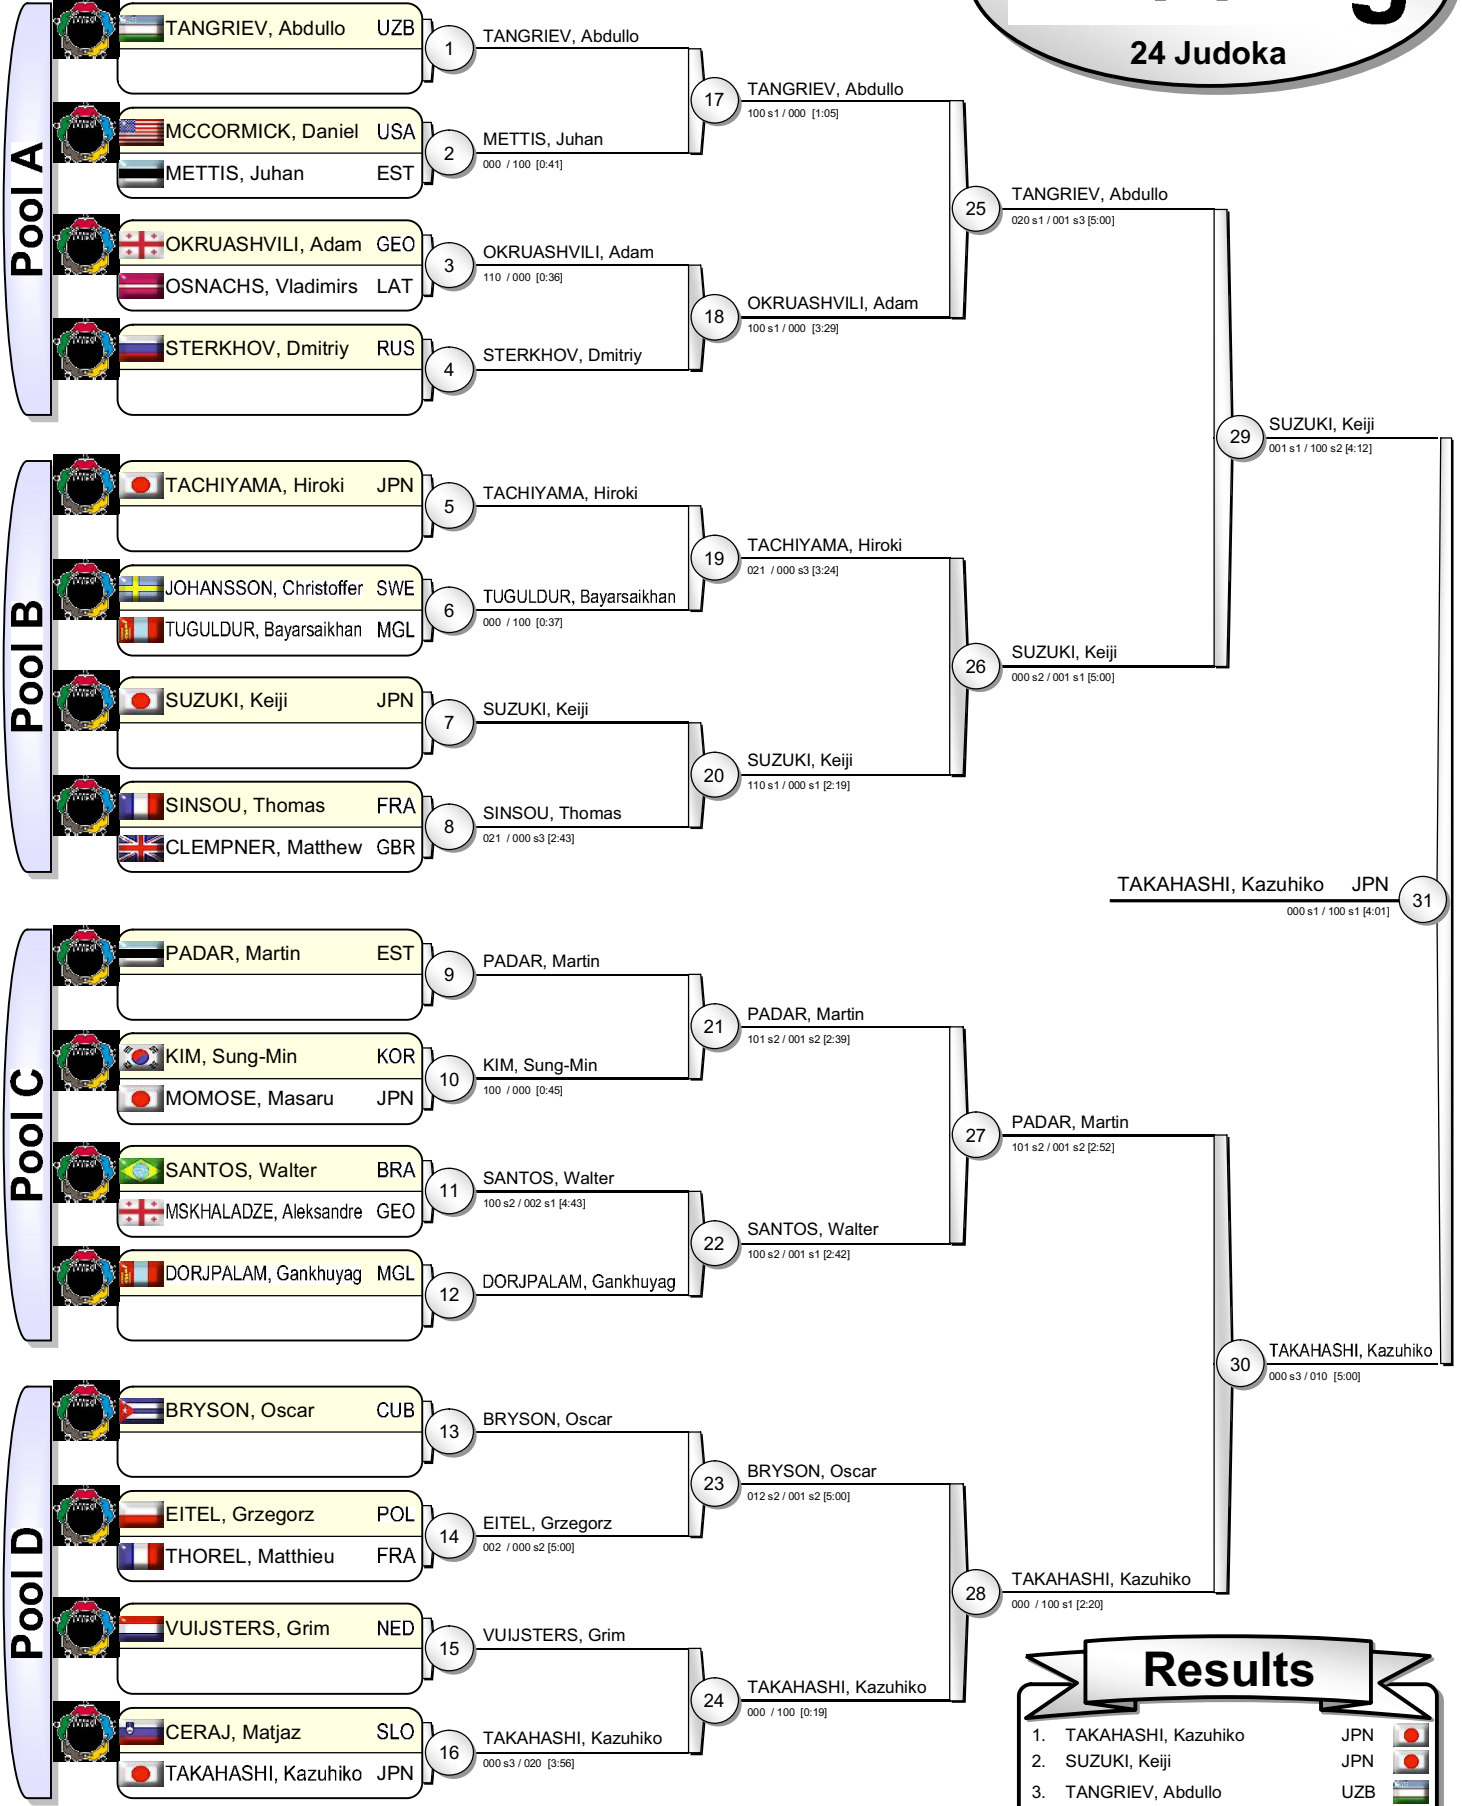 24 Judoka
Pool A
TANGRIEV, Abdullo UZB
1
TANGRIEV, Abdullo
MCCORMICK, Daniel USA
METTIS, Juhan EST
2
METTIS, Juhan
000 / 100 [0:41]
17
TANGRIEV, Abdullo
100 s1 / 000 [1:05]
OKRUASHVILI, Adam GEO
OSNACHS, Vladimirs LAT
3
OKRUASHVILI, Adam
110 / 000 [0:36]
STERKHOV, Dmitriy RUS
4
STERKHOV, Dmitriy
18
OKRUASHVILI, Adam
100 s1 / 000 [3:29]
25
TANGRIEV, Abdullo
020 s1 / 001 s3 [5:00]
Pool B
TACHIYAMA, Hiroki JPN
5
TACHIYAMA, Hiroki
JOHANSSON, Christoffer SWE
TUGULDUR, Bayarsaikhan MGL
6
TUGULDUR, Bayarsaikhan
000 / 100 [0:37]
19
TACHIYAMA, Hiroki
021 / 000 s3 [3:24]
SUZUKI, Keiji JPN
7
SUZUKI, Keiji
SINSOU, Thomas FRA
CLEMPNER, Matthew GBR
8
SINSOU, Thomas
021 / 000 s3 [2:43]
20
SUZUKI, Keiji
110 s1 / 000 s1 [2:19]
26
SUZUKI, Keiji
000 s2 / 001 s1 [5:00]
29
SUZUKI, Keiji
001 s1 / 100 s2 [4:12]
TAKAHASHI, Kazuhiko JPN
000 s1 / 100 s1 [4:01]
31
Pool C
PADAR, Martin EST
9
PADAR, Martin
KIM, Sung-Min KOR
MOMOSE, Masaru JPN
10
KIM, Sung-Min
100 / 000 [0:45]
21
PADAR, Martin
101 s2 / 001 s2 [2:39]
SANTOS, Walter BRA
MSKHALADZE, Aleksandre GEO
11
SANTOS, Walter
100 s2 / 002 s1 [4:43]
DORJPALAM, Gankhuyag MGL
12
DORJPALAM, Gankhuyag
22
SANTOS, Walter
100 s2 / 001 s1 [2:42]
27
PADAR, Martin
101 s2 / 001 s2 [2:52]
Pool D
BRYSON, Oscar CUB
13
BRYSON, Oscar
EITEL, Grzegorz POL
THOREL, Matthieu FRA
14
EITEL, Grzegorz
002 / 000 s2 [5:00]
23
BRYSON, Oscar
012 s2 / 001 s2 [5:00]
VUIJSTERS, Grim NED
15
VUIJSTERS, Grim
CERAJ, Matjaz SLO
TAKAHASHI, Kazuhiko JPN
16
TAKAHASHI, Kazuhiko
000 s3 / 020 [3:56]
24
TAKAHASHI, Kazuhiko
000 / 100 [0:19]
28
TAKAHASHI, Kazuhiko
000 / 100 s1 [2:20]
30
TAKAHASHI, Kazuhiko
000 s3 / 010 [5:00]
Results
1. TAKAHASHI, Kazuhiko JPN
2. SUZUKI, Keiji JPN
3. TANGRIEV, Abdullo UZB